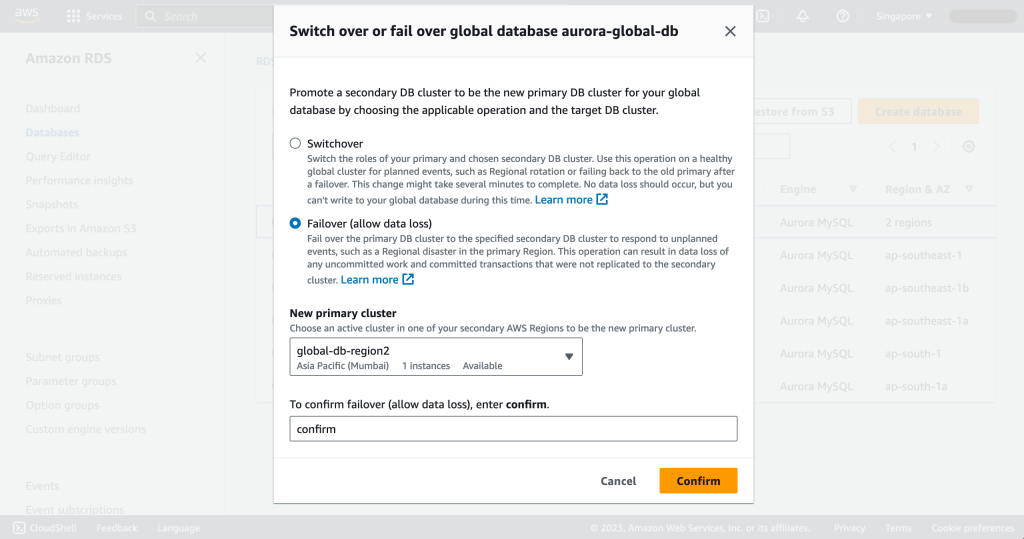 aws
Services
Search
Singapore
Switch over or fail over global database aurora-global-db
Amazon RDS
Dashboard
Databases
Query Editor
Performance insights
Snapshots
Exports in Amazon S3
Automated backups
Reserved instances
Proxies
Subnet groups
Parameter groups
Option groups
Custom engine versions
Events
Event subscriptions
RDS
Promote a secondary DB cluster to be the new primary DB cluster for your global
database by choosing the applicable operation and the target DB cluster.
Switchover
Switch the roles of your primary and chosen secondary DB cluster. Use this operation on a healthy
global cluster for planned events, such as Regional rotation or failing back to the old primary after
a failover. This change might take several minutes to complete. No data loss should occur, but you
can't write to your global database during this time. Learn more
Failover (allow data loss)
Fail over the primary DB cluster to the specified secondary DB cluster to respond to unplanned
events, such as a Regional disaster in the primary Region. This operation can result in data loss of
any uncommitted work and committed transactions that were not replicated to the secondary
cluster. Learn more
New primary cluster
Choose an active cluster in one of your secondary AWS Regions to be the new primary cluster.
global-db-region2
Asia Pacific (Mumbai) 1 instances Available
To confirm failover (allow data loss), enter confirm.
confirm
Cancel Confirm
estore from S3 Create database
1
Engine Region & AZ
Aurora MySQL 2 regions
Aurora MySQL ap-southeast-1
Aurora MySQL ap-southeast-1b
Aurora MySQL ap-southeast-1a
Aurora MySQL ap-south-1
Aurora MySQL ap-south-1a
CloudShell Feedback Language
© 2023, Amazon Web Services, Inc. or its affiliates. Privacy Terms Cookie preferences